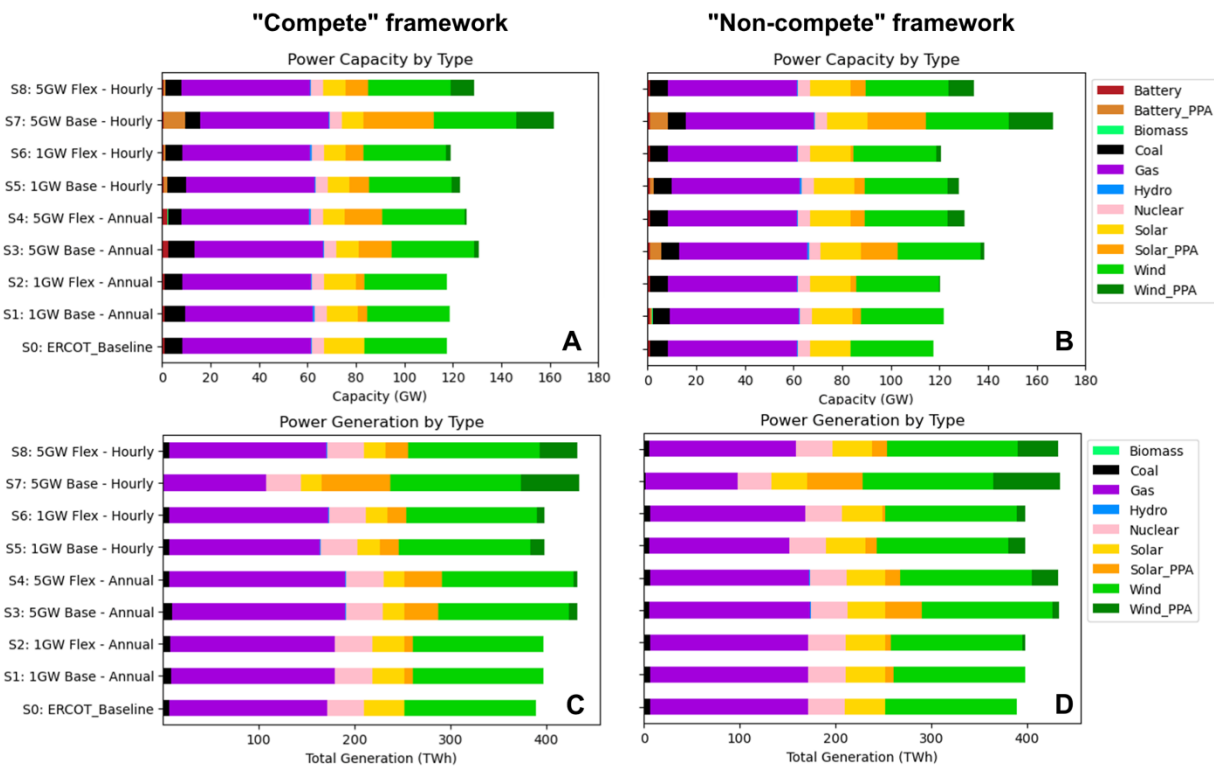 "Compete" framework
"Non-compete" framework
Power Capacity by Type
S8: 5GW Flex - Hourly
S7: 5GW Base - Hourly
S6: 1GW Flex - Hourly
S5: 1GW Base - Hourly
S4: 5GW Flex - Annual
S3: 5GW Base - Annual
S2: 1GW Flex - Annual
S1: 1GW Base - Annual
S0: ERCOT_Baseline
A
0 20 40 60 80 100 120 140 160 180
Capacity (GW)
Power Capacity by Type
B
0 20 40 60 80 100 120 140 160 180
Capacity (GW)
Battery
Battery_PPA
Biomass
Coal
Gas
Hydro
Nuclear
Solar
Solar_PPA
Wind
Wind_PPA
Power Generation by Type
S8: 5GW Flex - Hourly
S7: 5GW Base - Hourly
S6: 1GW Flex - Hourly
S5: 1GW Base - Hourly
S4: 5GW Flex - Annual
S3: 5GW Base - Annual
S2: 1GW Flex - Annual
S1: 1GW Base - Annual
S0: ERCOT_Baseline
C
100 200 300 400
Total Generation (TWh)
Power Generation by Type
D
0 100 200 300 400
Total Generation (TWh)
Biomass
Coal
Gas
Hydro
Nuclear
Solar
Solar_PPA
Wind
Wind_PPA